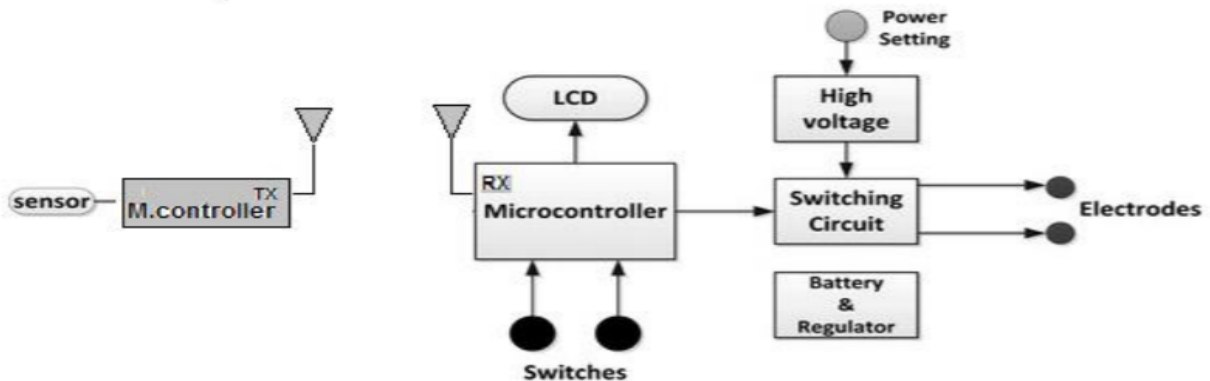 Power
Setting
LCD
High
voltage
sensor
TX
M.controller
RX
Microcontroller
Switching
Circuit
Electrodes
Battery
&
Regulator
Switches